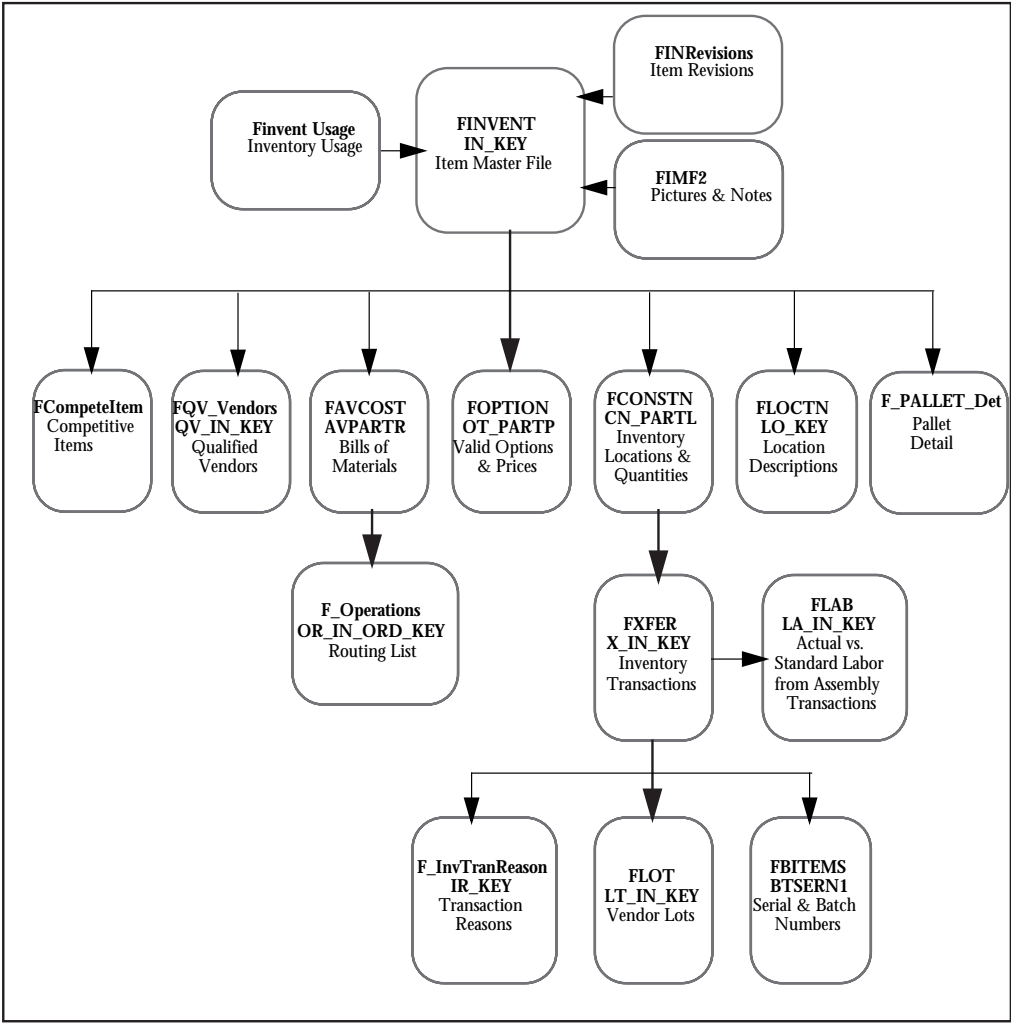 FINRevisions
Item Revisions
Finvent Usage
Inventory Usage
FINVENT
IN_KEY
Item Master File
FIMF2
Pictures & Notes
FCompeteItem
Competitive
Items
FQV_Vendors
QV_IN_KEY
Qualified
Vendors
FAVCOST
AVPARTR
Bills of
Materials
FOPTION
OT_PARTP
Valid Options
& Prices
FCONSTN
CN_PARTL
Inventory
Locations &
Quantities
FLOCTN
LO_KEY
Location
Descriptions
F_PALLET_Det
Pallet
Detail
F_Operations
OR_IN_ORD_KEY
Routing List
FXFER
X_IN_KEY
Inventory
Transactions
FLAB
LA_IN_KEY
Actual vs.
Standard Labor
from Assembly
Transactions
F_InvTranReason
IR_KEY
Transaction
Reasons
FLOT
LT_IN_KEY
Vendor Lots
FBITEMS
BTSERN1
Serial & Batch
Numbers